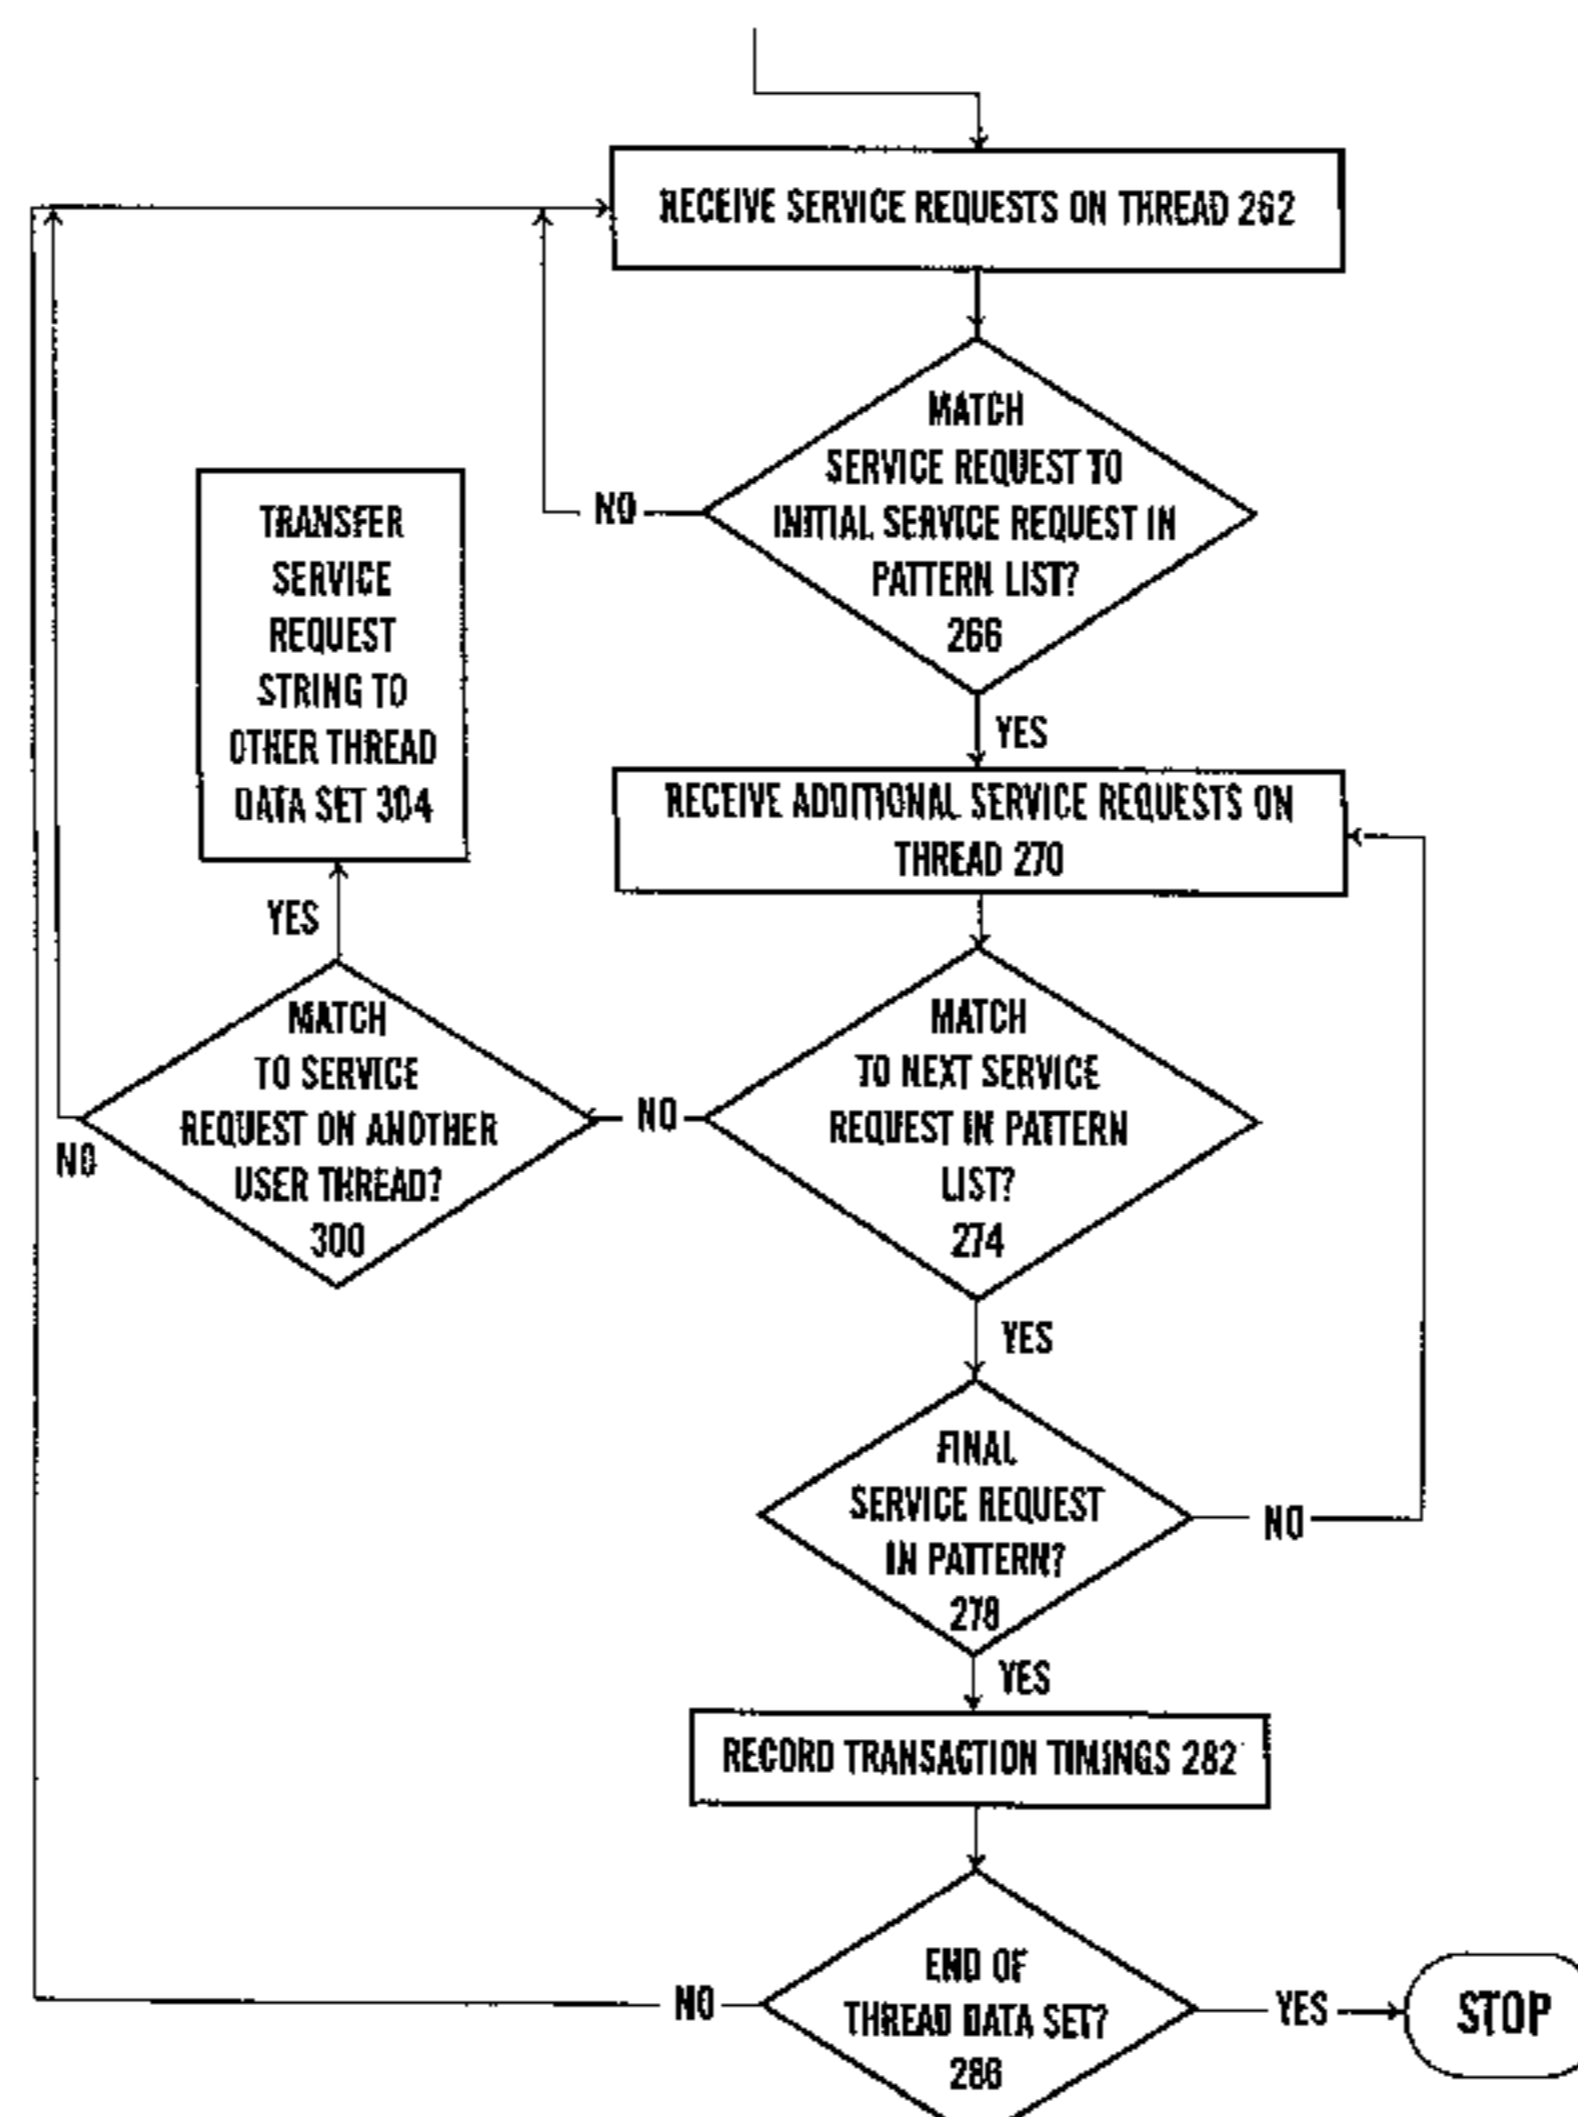 RECEIVE SERVICE REQUESTS ON THREAD 262
MATCH
SERVICE REQUEST TO
INITIAL SERVICE REQUEST IN
PATTERN LIST?
266
NO
YES
TRANSFER
SERVICE
REQUEST
STRING TO
OTHER THREAD
DATA SET 304
RECEIVE ADDITIONAL SERVICE REQUESTS ON
THREAD 270
YES
MATCH
TO SERVICE
REQUEST ON ANOTHER
USER THREAD?
300
NO
NO
MATCH
TO NEXT SERVICE
REQUEST IN PATTERN
LIST?
274
YES
FINAL
SERVICE REQUEST
IN PATTERN?
278
NO
YES
RECORD TRANSACTION TIMINGS 282
END OF
THREAD DATA SET?
286
NO
YES
STOP